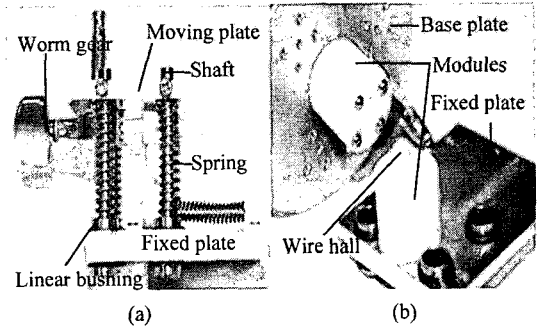 Worm gear
Moving plate
Shaft
Spring
Fixed plate
Linear bushing
(a)
Base plate
Modules
Fixed plate
Wire hall
(b)